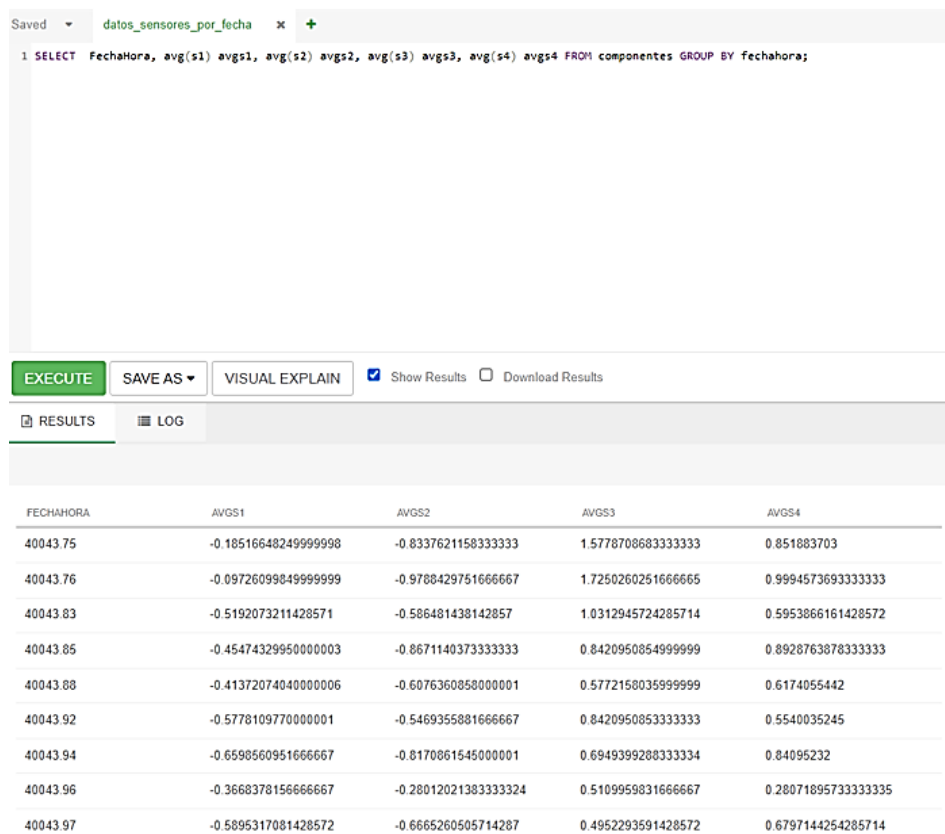 Saved datos_sensores_por_fecha × +
1 SELECT FechaHora, avg(s1) avgs1, avg(s2) avgs2, avg(s3) avgs3, avg(s4) avgs4 FROM componentes GROUP BY fechahora;
EXECUTE SAVE AS VISUAL EXPLAIN Show Results Download Results
RESULTS LOG
FECHAHORA AVGS1 AVGS2 AVGS3 AVGS4
40043.75 -0.18516648249999998 -0.8337621158333333 1.5778708683333333 0.851883703
40043.76 -0.09726099849999999 -0.9788429751666667 1.7250260251666665 0.9994573693333333
40043.83 -0.5192073211428571 -0.586481438142857 1.0312945724285714 0.5953866161428572
40043.85 -0.45474329950000003 -0.8671140373333333 0.8420950854999999 0.8928763878333333
40043.88 -0.41372074040000006 -0.6076360858000001 0.5772158035999999 0.6174055442
40043.92 -0.5778109770000001 -0.5469355881666667 0.8420950853333333 0.5540035245
40043.94 -0.6598560951666667 -0.8170861545000001 0.6949399288333334 0.84095232
40043.96 -0.3668378156666667 -0.28012021383333324 0.5109959831666667 0.28071895733333335
40043.97 -0.5895317081428572 -0.6665260505714287 0.4952293591428572 0.6797144254285714